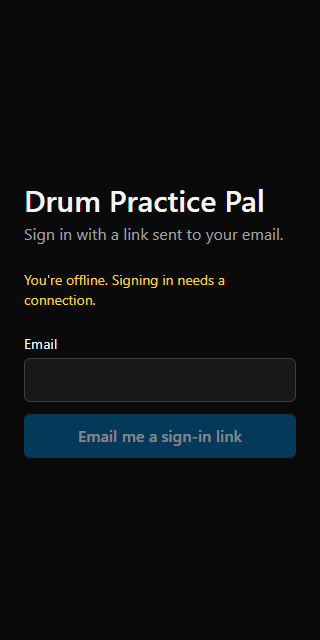 Drum Practice Pal
Sign in with a link sent to your email.
You're offline. Signing in needs a
connection.
Email
Email me a sign-in link